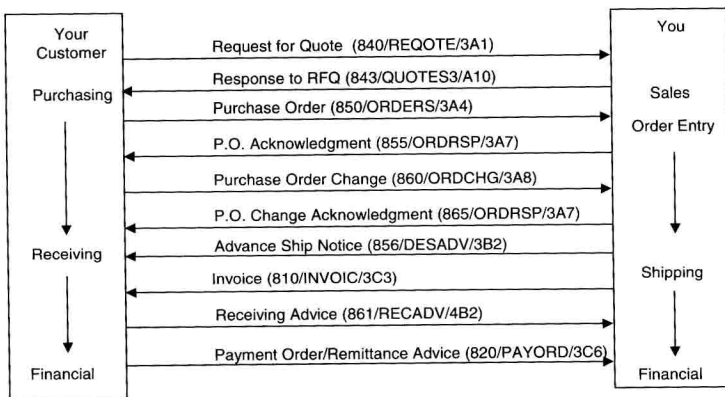 Your
Customer
You
Request for Quote (840/REQOTE/3A1)
Response to RFQ (843/QUOTES3/A10)
Purchasing
Sales
Purchase Order (850/ORDERS/3A4)
Order Entry
P.O. Acknowledgment (855/ORDRSP/3A7)
Purchase Order Change (860/ORDCHG/3A8)
P.O. Change Acknowledgment (865/ORDRSP/3A7)
Advance Ship Notice (856/DESADV/3B2)
Receiving
Invoice (810/INVOIC/3C3)
Shipping
Receiving Advice (861/RECADV/4B2)
Payment Order/Remittance Advice (820/PAYORD/3C6)
Financial
Financial